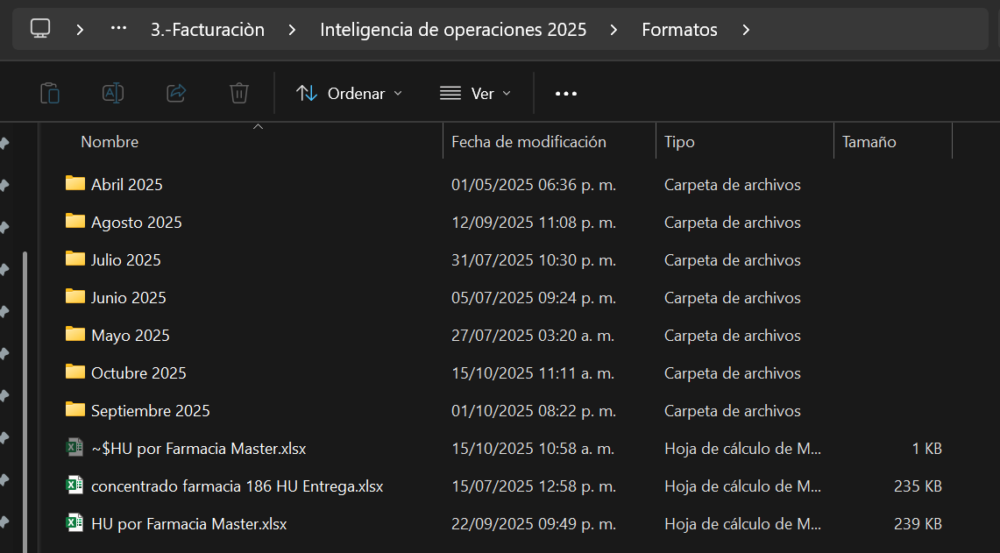 ··· 3.-Facturaciòn Inteligencia de operaciones 2025 Formatos
Ordenar Ver ···
Nombre Fecha de modificación Tipo Tamaño
Abril 2025 01/05/2025 06:36 p. m. Carpeta de archivos
Agosto 2025 12/09/2025 11:08 p. m. Carpeta de archivos
Julio 2025 31/07/2025 10:30 p. m. Carpeta de archivos
Junio 2025 05/07/2025 09:24 p. m. Carpeta de archivos
Mayo 2025 27/07/2025 03:20 a. m. Carpeta de archivos
Octubre 2025 15/10/2025 11:11 a. m. Carpeta de archivos
Septiembre 2025 01/10/2025 08:22 p. m. Carpeta de archivos
~$HU por Farmacia Master.xlsx 15/10/2025 10:58 a. m. Hoja de cálculo de M... 1 KB
concentrado farmacia 186 HU Entrega.xlsx 15/07/2025 12:58 p. m. Hoja de cálculo de M... 235 KB
HU por Farmacia Master.xlsx 22/09/2025 09:49 p. m. Hoja de cálculo de M... 239 KB